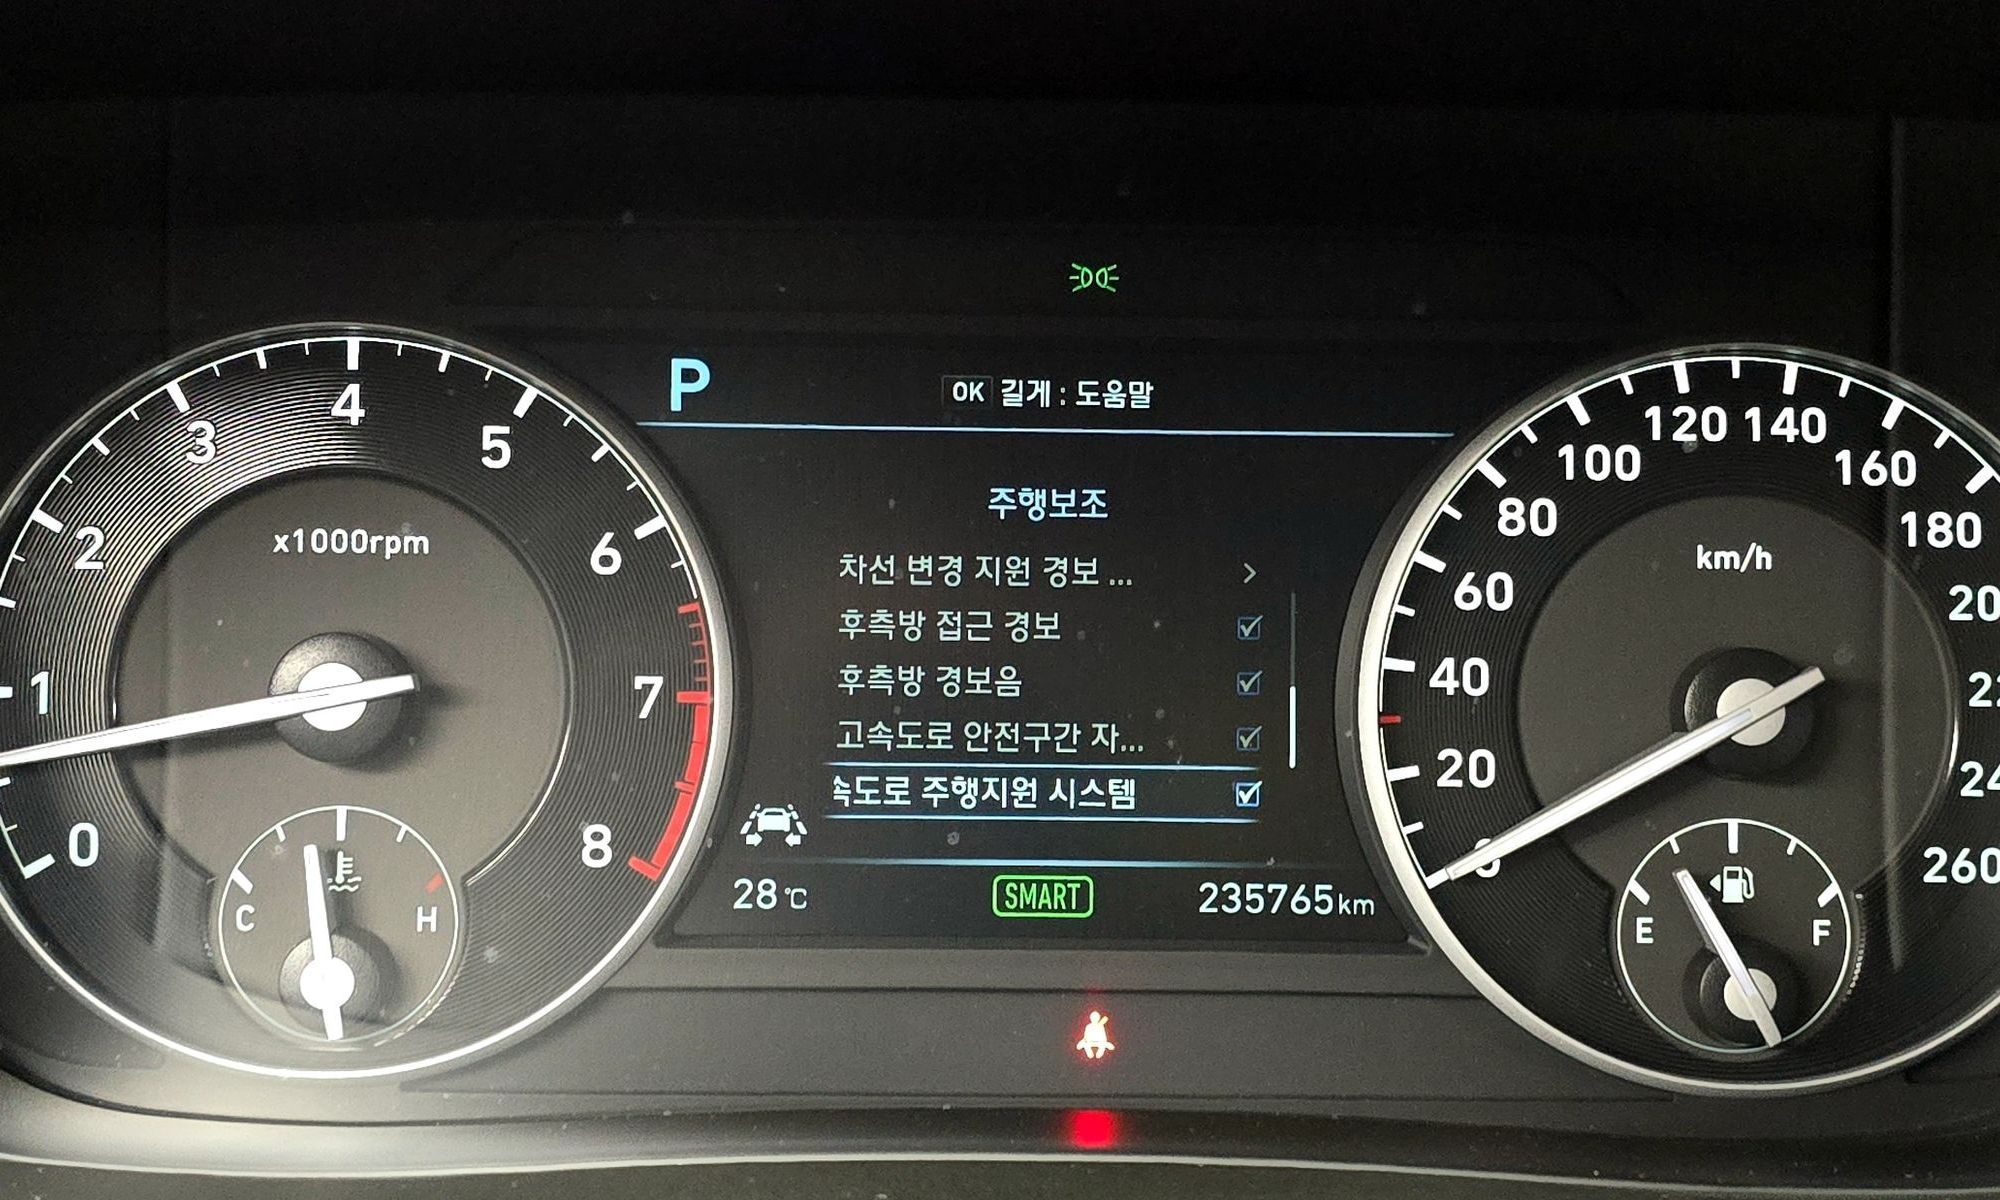 P
OK 길게 : 도움말
주행보조
차선 변경 지원 경보 ...
후측방 접근 경보
후측방 경보음
고속도로 안전구간 자...
속도로 주행지원 시스템
28°C
SMART
235765km
x1000rpm
0
1
2
3
4
5
6
7
8
C
H
km/h
20
40
60
80
100
120
140
160
180
260
E
F